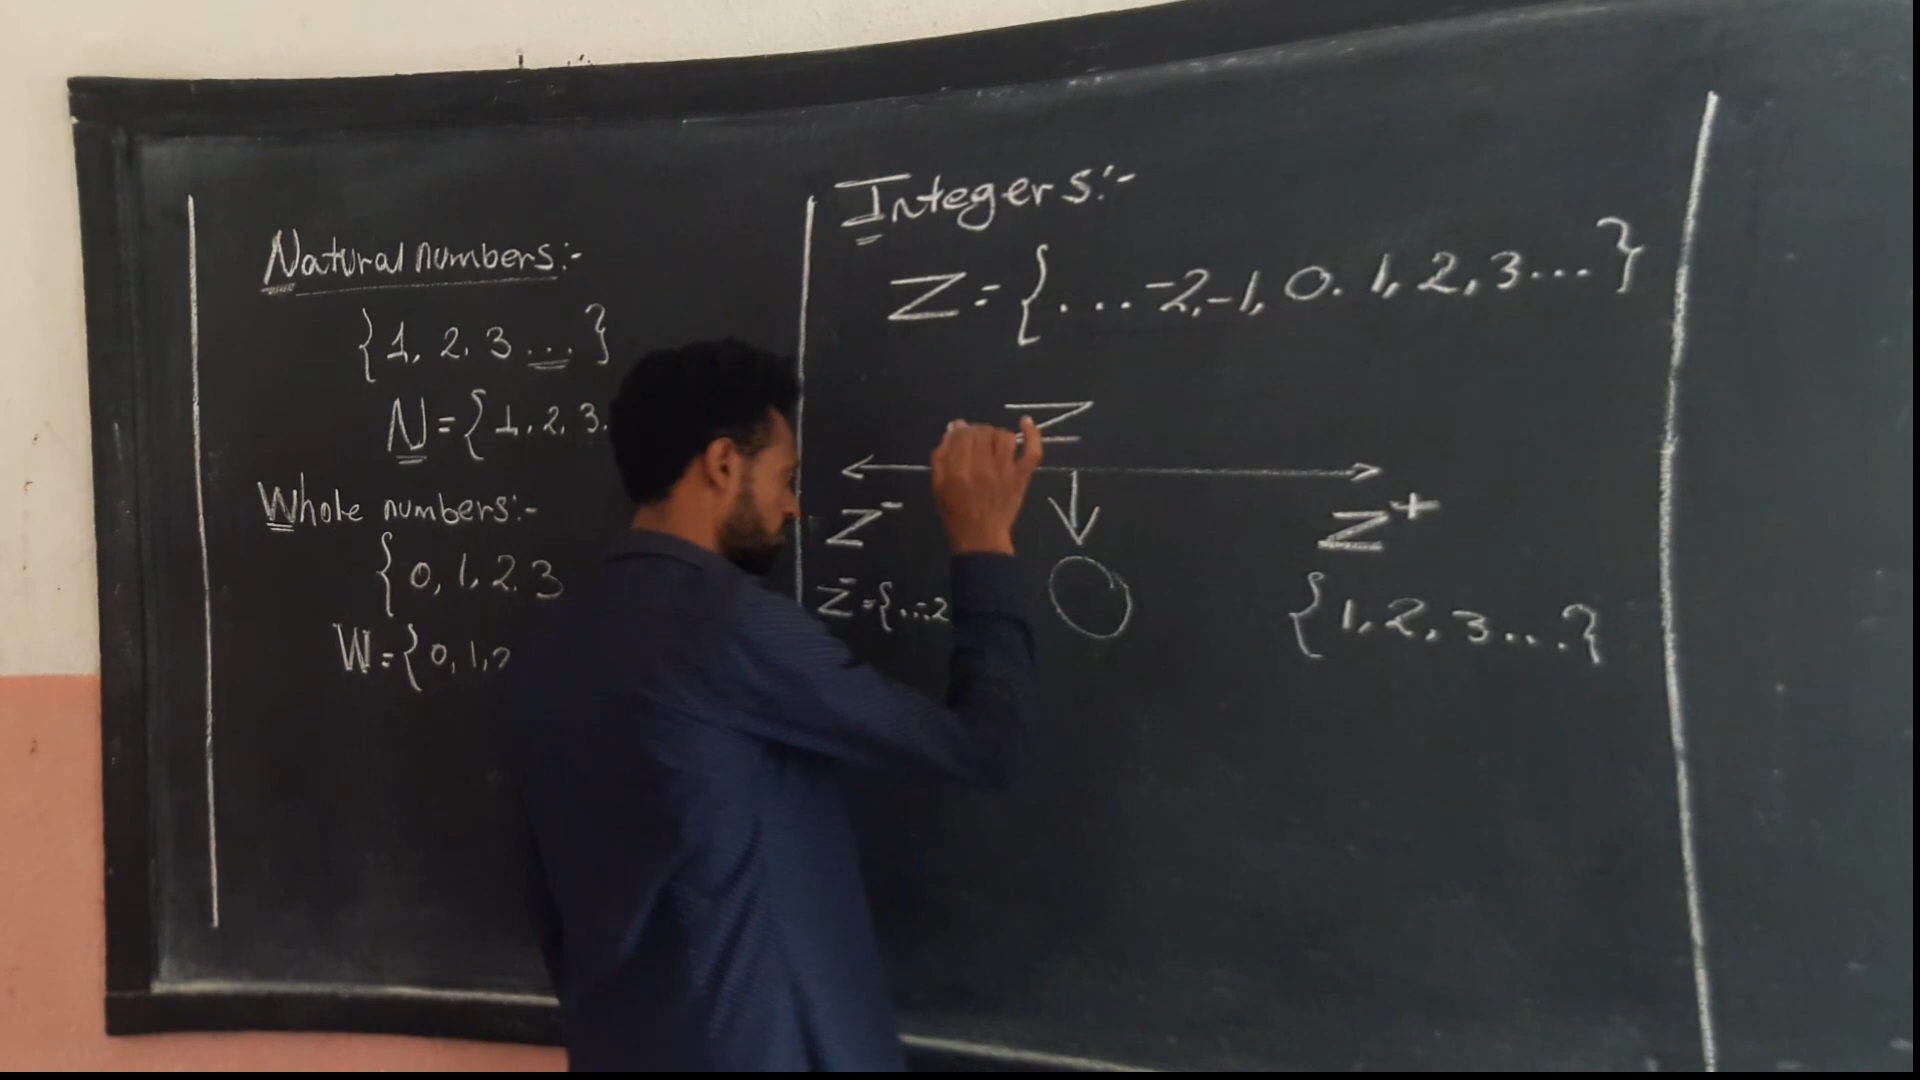 Natural numbers:-
{1, 2, 3 ...}
N = {1, 2, 3.
Whole numbers:-
{0, 1, 2. 3
W = {0, 1, 2
Integers:-
Z = {... -2, -1, 0. 1, 2, 3 ...}
Z
Z⁻
Z⁺
Z⁻ = {... -2
0
{1, 2, 3 ...}